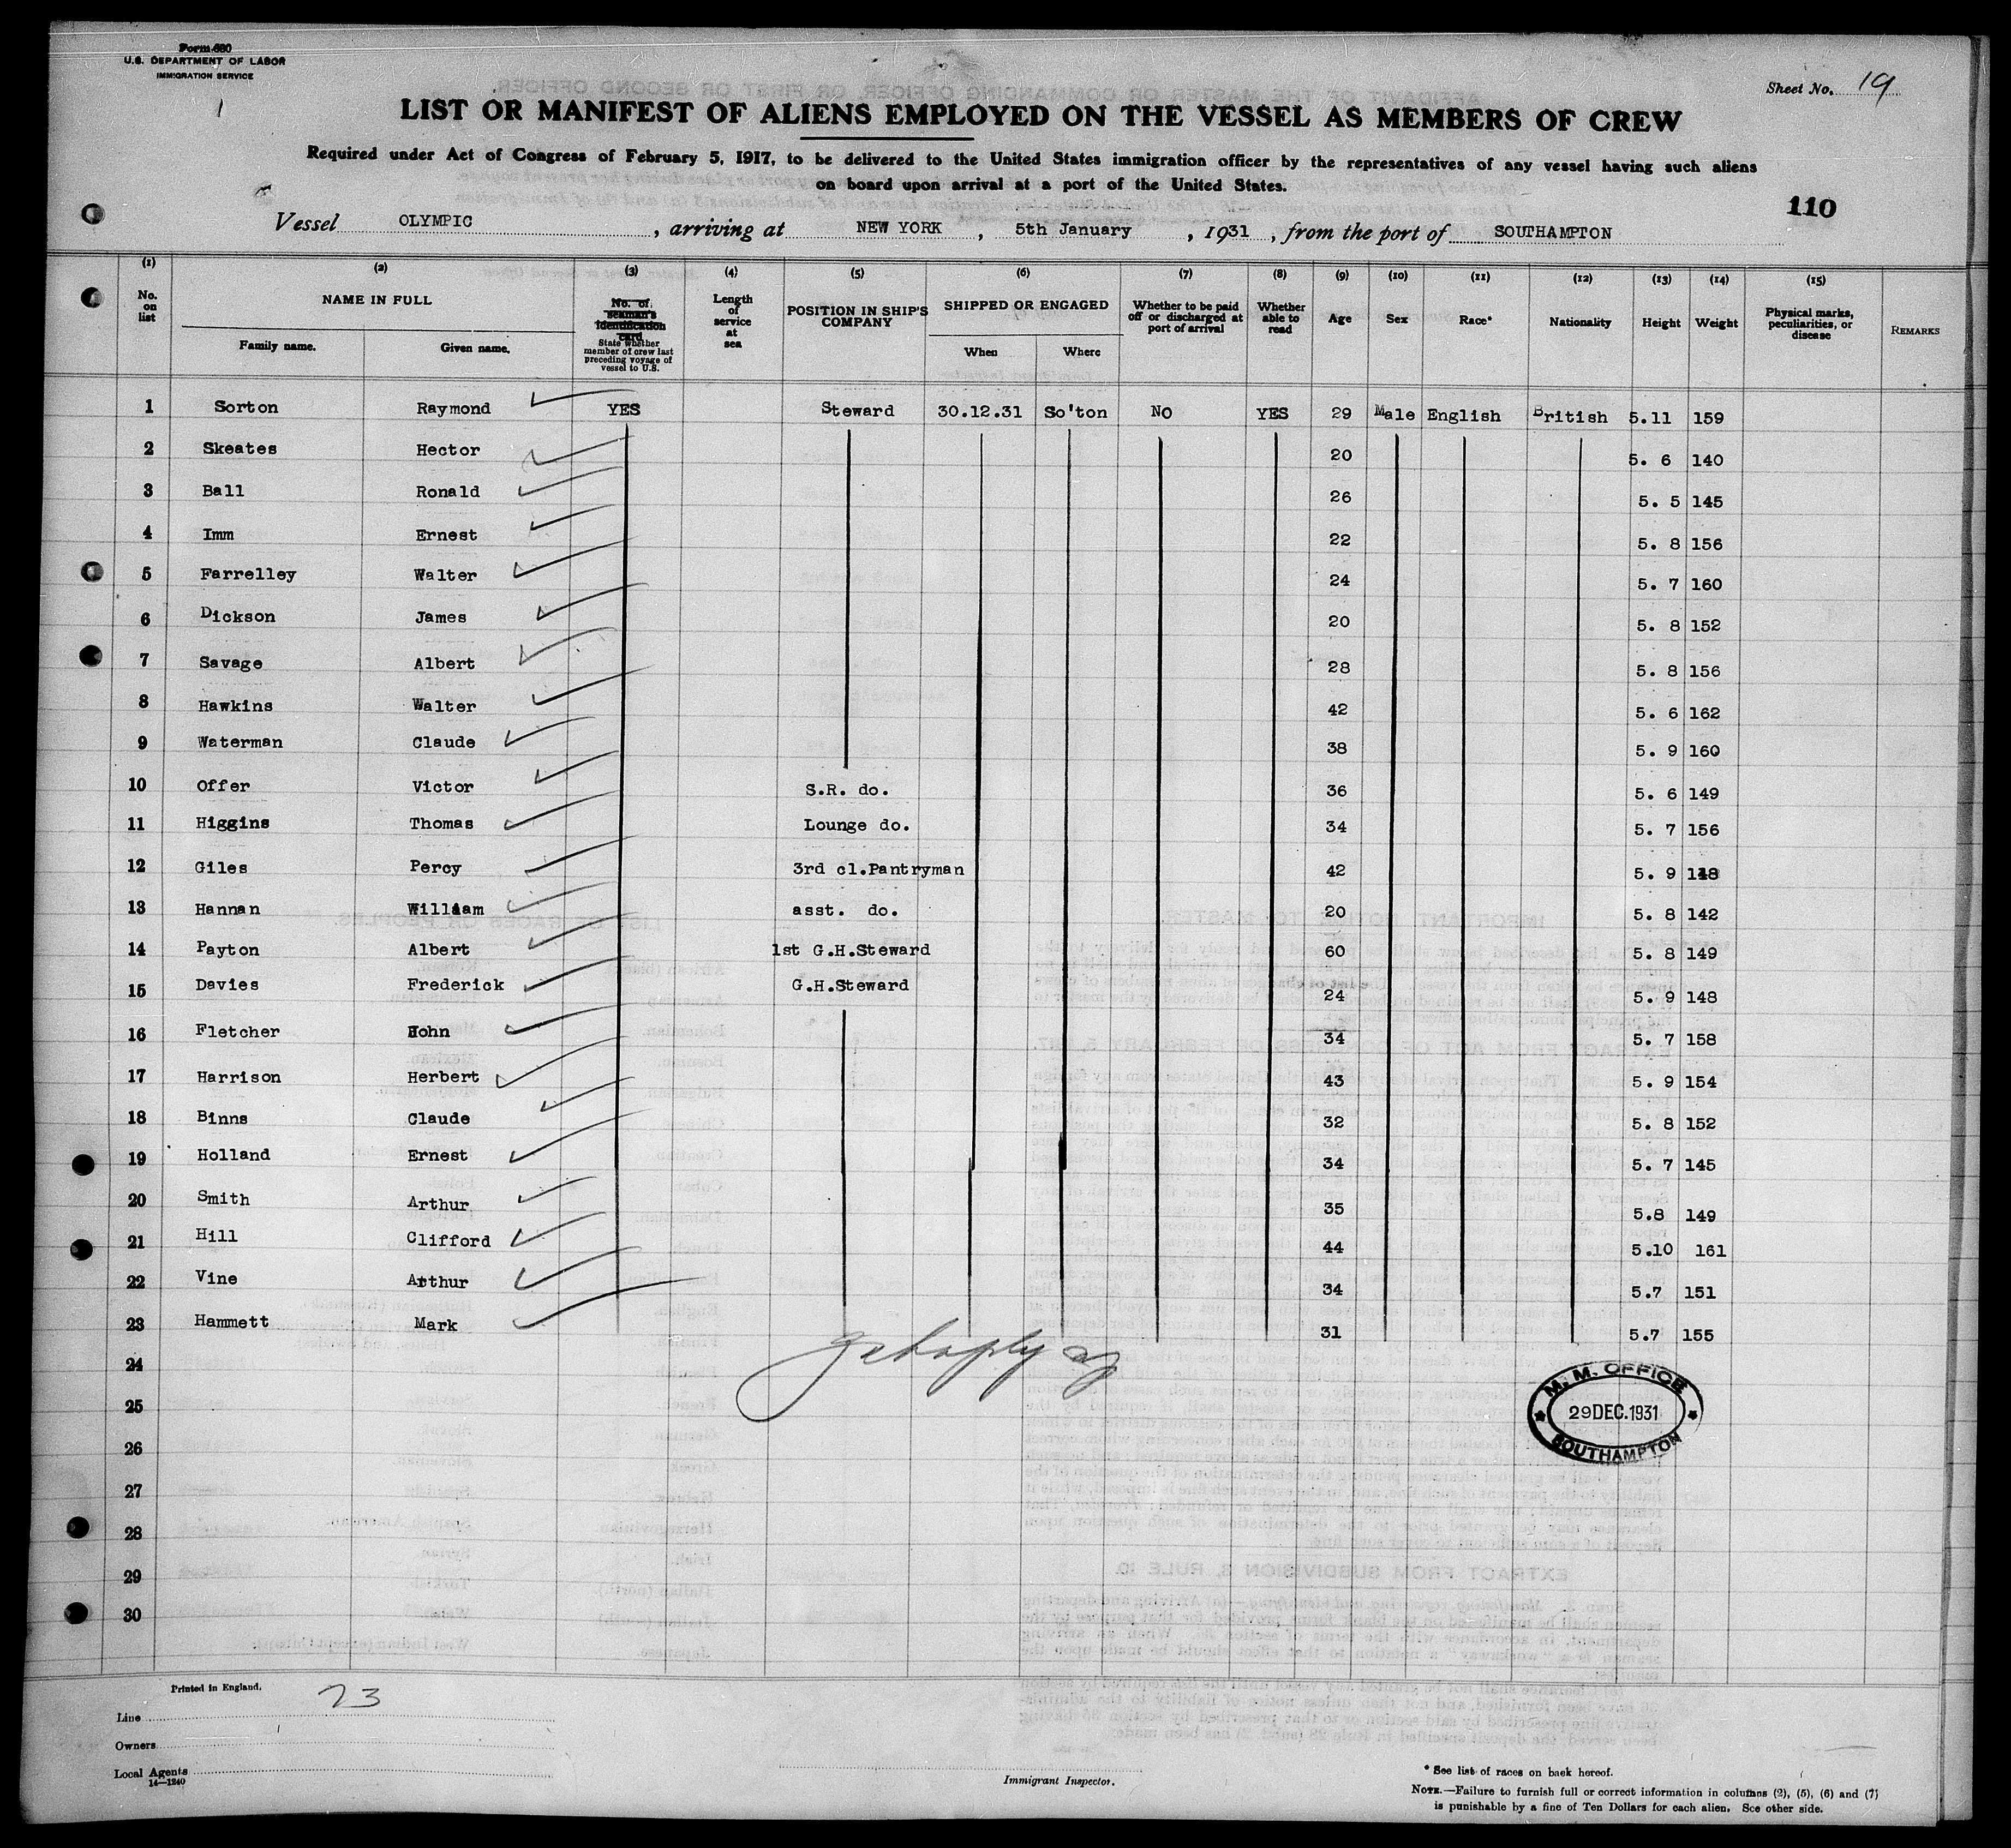 Form 680
U.S. DEPARTMENT OF LABOR
IMMIGRATION SERVICE
1
Sheet No. 19
LIST OR MANIFEST OF ALIENS EMPLOYED ON THE VESSEL AS MEMBERS OF CREW
Required under Act of Congress of February 5, 1917, to be delivered to the United States immigration officer by the representatives of any vessel having such aliens
on board upon arrival at a port of the United States.
110
Vessel OLYMPIC, arriving at NEW YORK, 5th January, 1931, from the port of SOUTHAMPTON
(1) (2) (3) (4) (5) (6) (7) (8) (9) (10) (11) (12) (13) (14) (15)
No. on list
NAME IN FULL
Family name. Given name.
No. of seaman's identification card
State whether member of crew last preceding voyage of vessel to U.S.
Length of service at sea
POSITION IN SHIP'S COMPANY
SHIPPED OR ENGAGED
When Where
Whether to be paid off or discharged at port of arrival
Whether able to read
Age
Sex
Race*
Nationality
Height
Weight
Physical marks, peculiarities, or disease
REMARKS
1 Sorton Raymond YES Steward 30.12.31 So'ton NO YES 29 Male English British 5.11 159
2 Skeates Hector 20 5. 6 140
3 Ball Ronald 26 5. 5 145
4 Imm Ernest 22 5. 8 156
5 Farrelley Walter 24 5. 7 160
6 Dickson James 20 5. 8 152
7 Savage Albert 28 5. 8 156
8 Hawkins Walter 42 5. 6 162
9 Waterman Claude 38 5. 9 160
10 Offer Victor S.R. do. 36 5. 6 149
11 Higgins Thomas Lounge do. 34 5. 7 156
12 Giles Percy 3rd cl.Pantryman 42 5. 9 148
13 Hannan William asst. do. 20 5. 8 142
14 Payton Albert 1st G.H.Steward 60 5. 8 149
15 Davies Frederick G.H.Steward 24 5. 9 148
16 Fletcher John 34 5. 7 158
17 Harrison Herbert 43 5. 9 154
18 Binns Claude 32 5. 8 152
19 Holland Ernest 34 5. 7 145
20 Smith Arthur 35 5.8 149
21 Hill Clifford 44 5.10 161
22 Vine Arthur 34 5.7 151
23 Hammett Mark 31 5.7 155
24
25
26
27
28
29
30
M. M. OFFICE
29DEC.1931
SOUTHAMPTON
Printed in England.
23
Line
Owners
Local Agents
14—1240
Immigrant Inspector.
* See list of races on back hereof.
NOTE.—Failure to furnish full or correct information in columns (2), (5), (6) and (7)
is punishable by a fine of Ten Dollars for each alien. See other side.